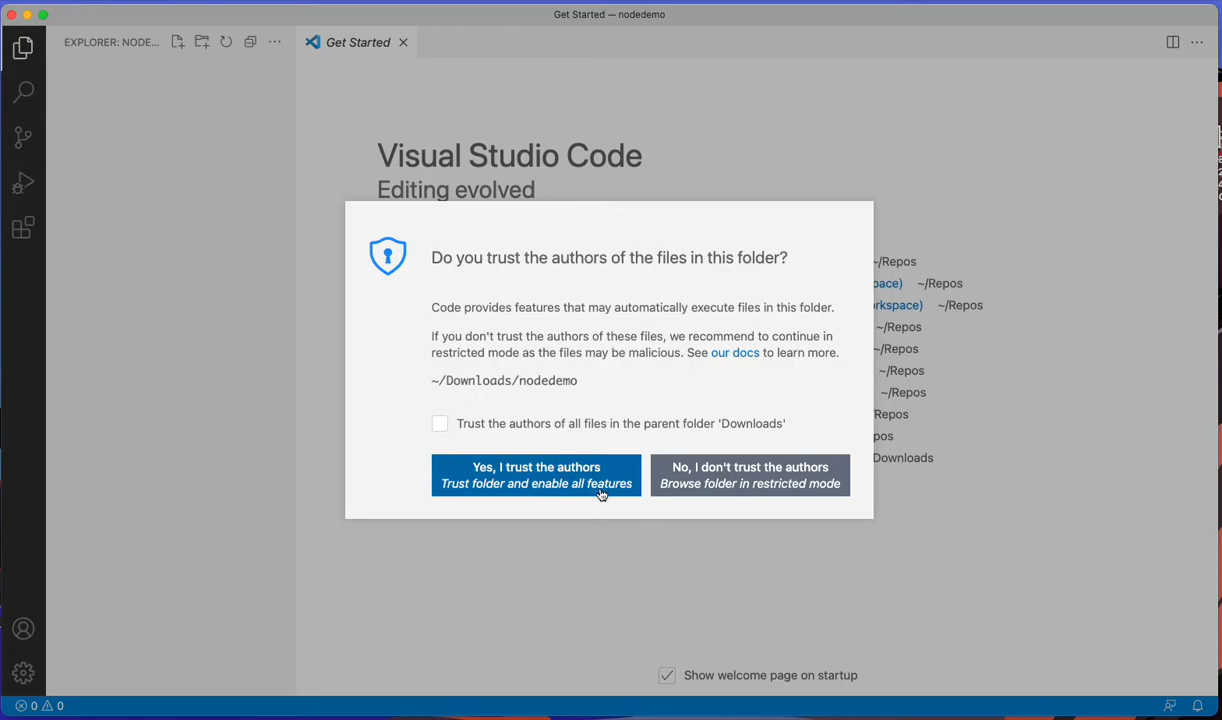 Get Started — nodedemo
EXPLORER: NODE...
Get Started
Visual Studio Code
Editing evolved
Do you trust the authors of the files in this folder?
Code provides features that may automatically execute files in this folder.
If you don't trust the authors of these files, we recommend to continue in
restricted mode as the files may be malicious. See our docs to learn more.
~/Downloads/nodedemo
Trust the authors of all files in the parent folder 'Downloads'
Yes, I trust the authors
Trust folder and enable all features
No, I don't trust the authors
Browse folder in restricted mode
~/Repos
pace) ~/Repos
rkspace) ~/Repos
~/Repos
~/Repos
~/Repos
~/Repos
Repos
pos
Downloads
Show welcome page on startup
0 0